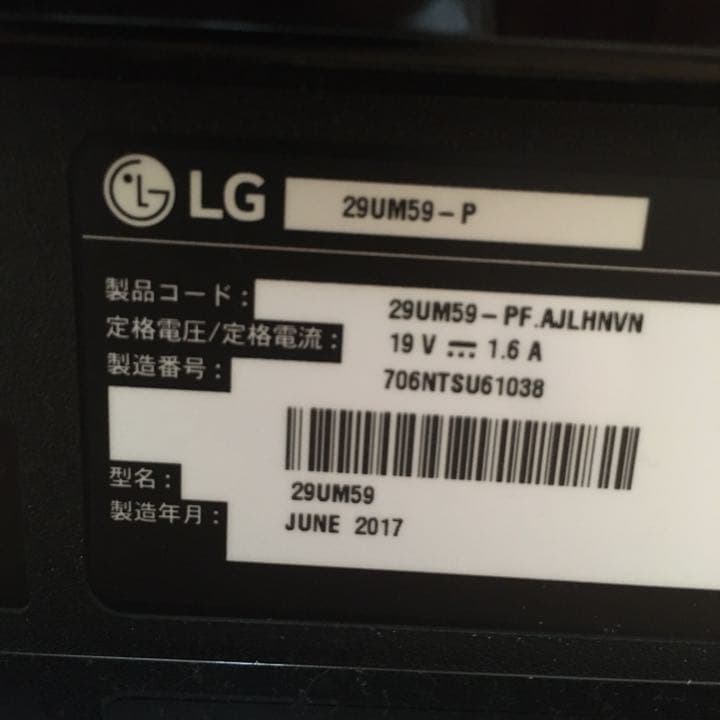 LG 29UM59-P
製品コード: 29UM59-PF.AJLHNVN
定格電圧/定格電流: 19 V ⎓ 1.6 A
製造番号: 706NTSU61038
型名: 29UM59
製造年月: JUNE 2017